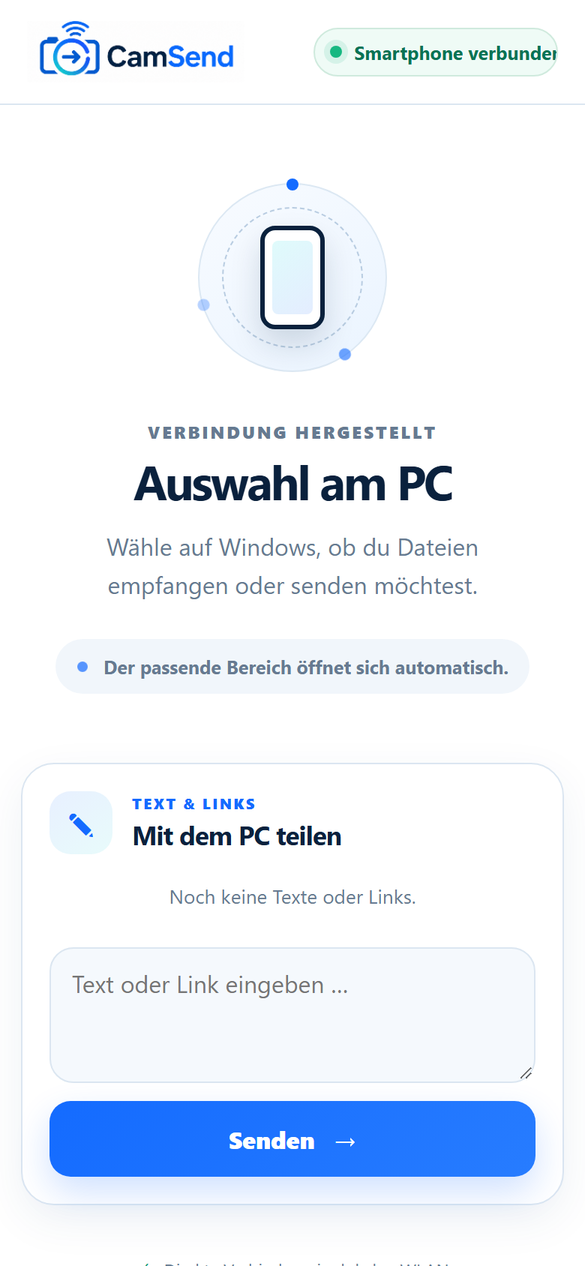 CamSend
Smartphone verbunden
VERBINDUNG HERGESTELLT
Auswahl am PC
Wähle auf Windows, ob du Dateien
empfangen oder senden möchtest.
Der passende Bereich öffnet sich automatisch.
TEXT & LINKS
Mit dem PC teilen
Noch keine Texte oder Links.
Text oder Link eingeben ...
Senden →